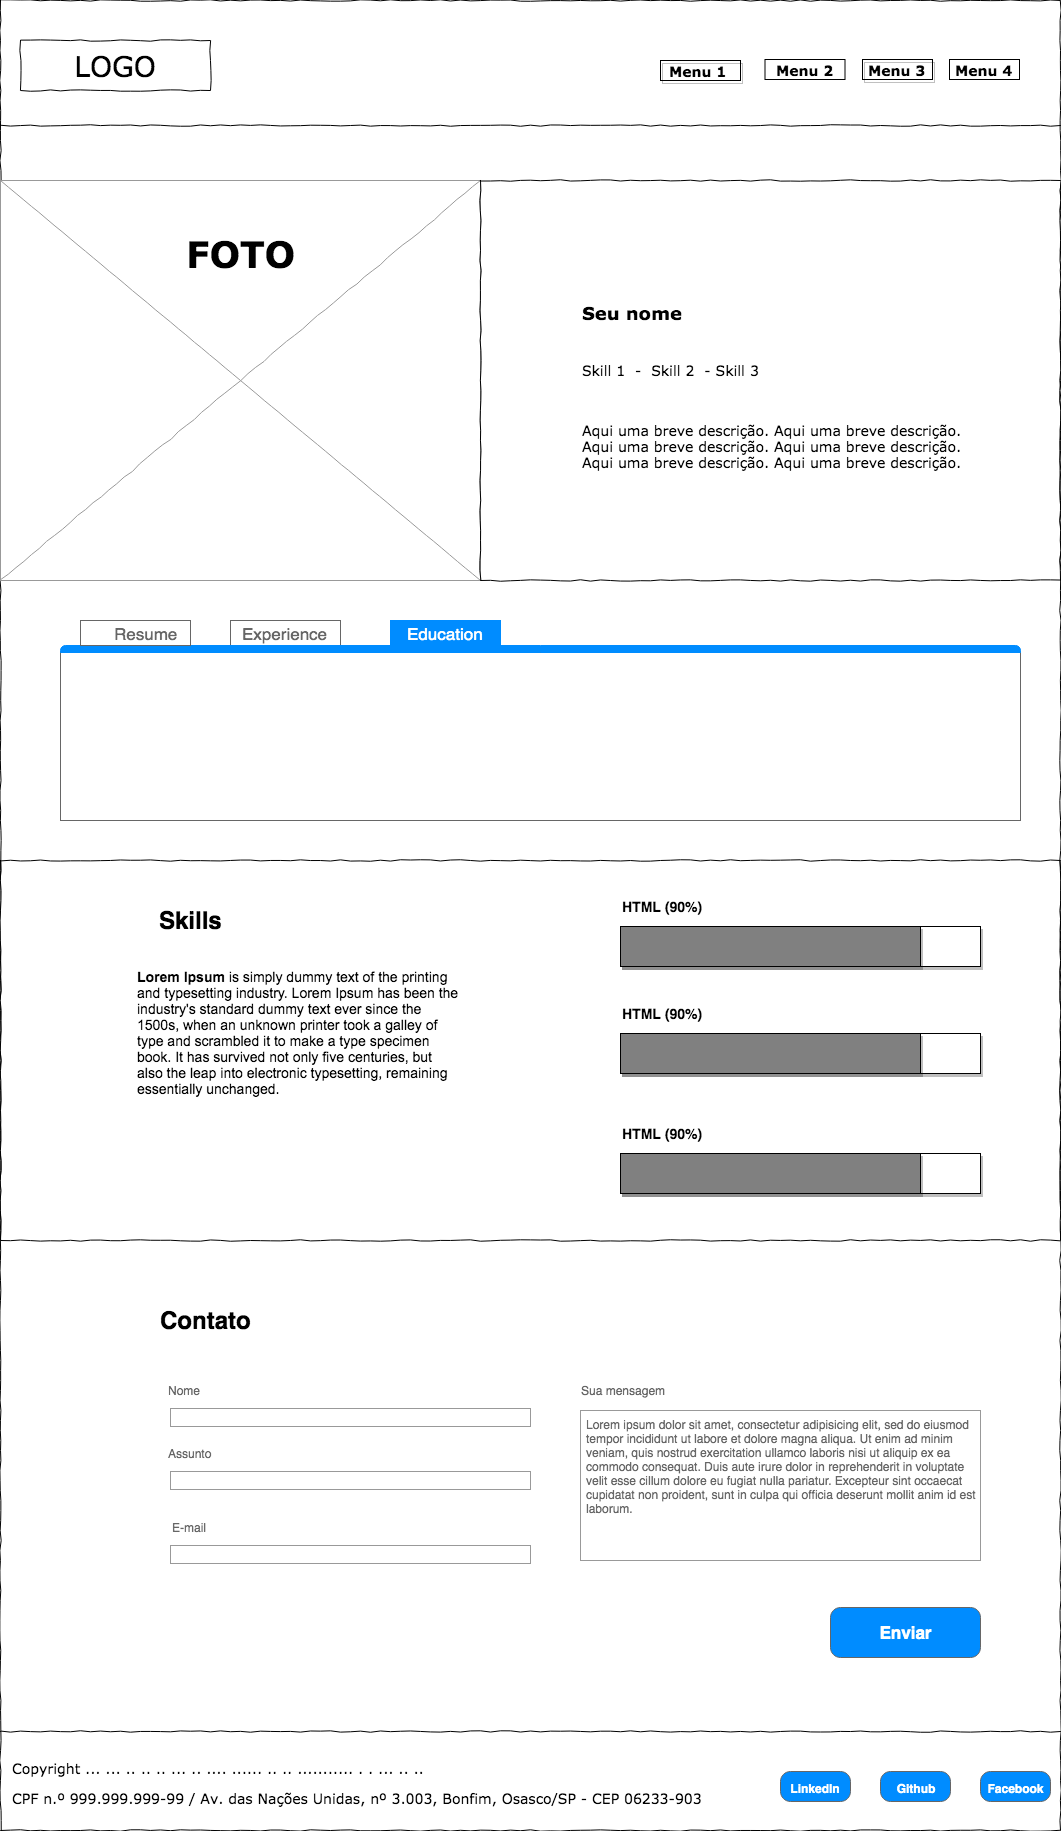 LOGO
Menu 1
Menu 2
Menu 3
Menu 4
FOTO
Seu nome
Skill 1 - Skill 2 - Skill 3
Aqui uma breve descrição. Aqui uma breve descrição.
Aqui uma breve descrição. Aqui uma breve descrição.
Aqui uma breve descrição. Aqui uma breve descrição.
Resume
Experience
Education
Skills
Lorem Ipsum is simply dummy text of the printing
and typesetting industry. Lorem Ipsum has been the
industry's standard dummy text ever since the
1500s, when an unknown printer took a galley of
type and scrambled it to make a type specimen
book. It has survived not only five centuries, but
also the leap into electronic typesetting, remaining
essentially unchanged.
HTML (90%)
HTML (90%)
HTML (90%)
Contato
Nome
Assunto
E-mail
Sua mensagem
Lorem ipsum dolor sit amet, consectetur adipisicing elit, sed do eiusmod
tempor incididunt ut labore et dolore magna aliqua. Ut enim ad minim
veniam, quis nostrud exercitation ullamco laboris nisi ut aliquip ex ea
commodo consequat. Duis aute irure dolor in reprehenderit in voluptate
velit esse cillum dolore eu fugiat nulla pariatur. Excepteur sint occaecat
cupidatat non proident, sunt in culpa qui officia deserunt mollit anim id est
laborum.
Enviar
Copyright ... ... .. .. .. ... .. .... ...... .. .. ........... . . ... .. ..
CPF n.º 999.999.999-99 / Av. das Nações Unidas, nº 3.003, Bonfim, Osasco/SP - CEP 06233-903
LinkedIn
Github
Facebook